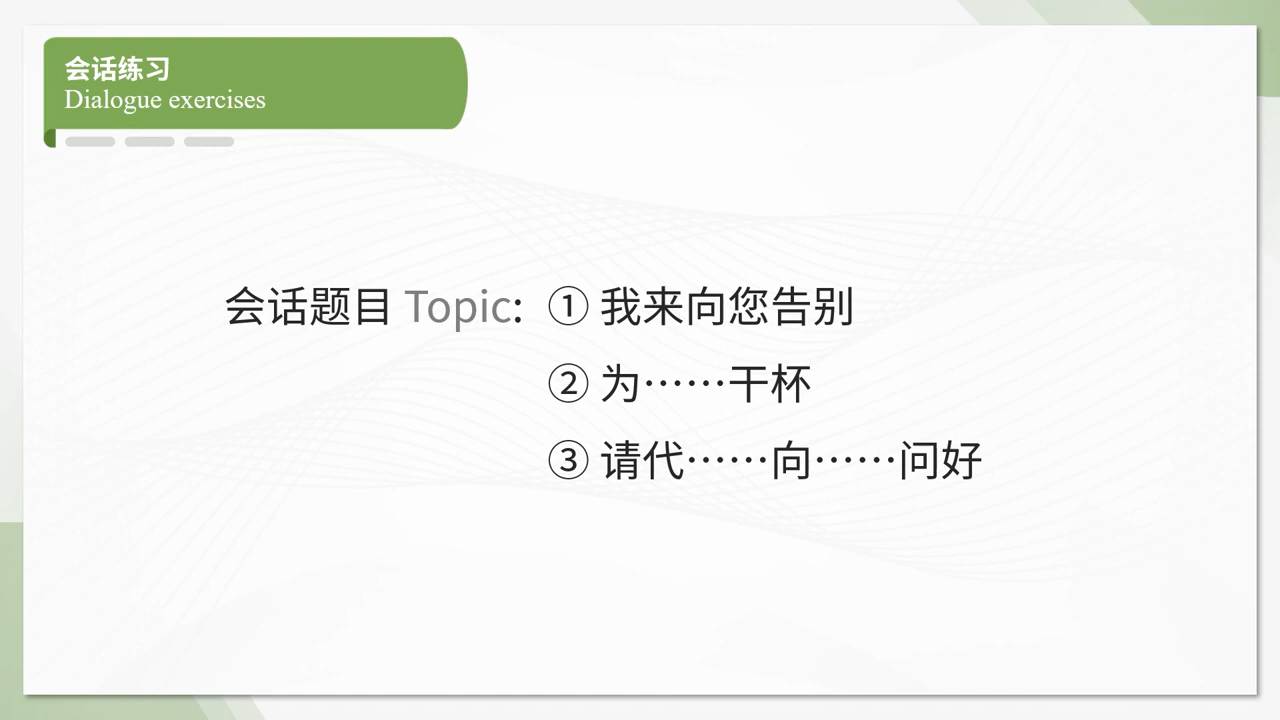 会话练习
Dialogue exercises
会话题目 Topic: ① 我来向您告别
② 为……干杯
③ 请代……向……问好